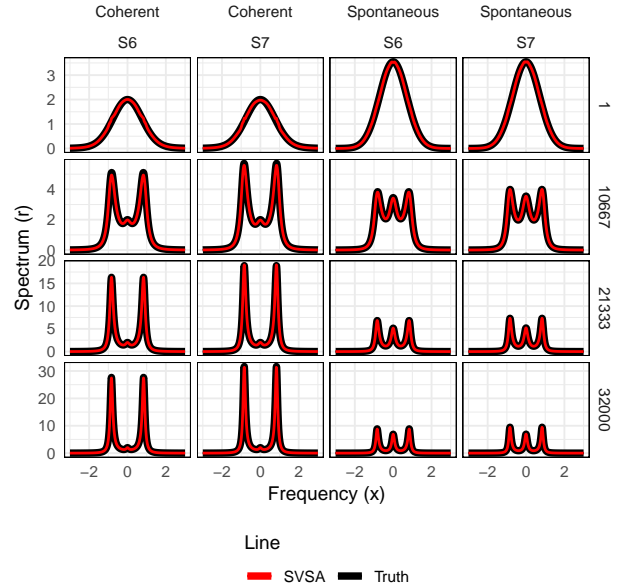 Coherent Coherent Spontaneous Spontaneous
S6 S7 S6 S7
3
2
1
0
1
4
2
0
10667
20
15
10
5
0
21333
30
20
10
0
32000
Spectrum (r)
−2 0 2 −2 0 2 −2 0 2 −2 0 2
Frequency (x)
Line
SVSA Truth